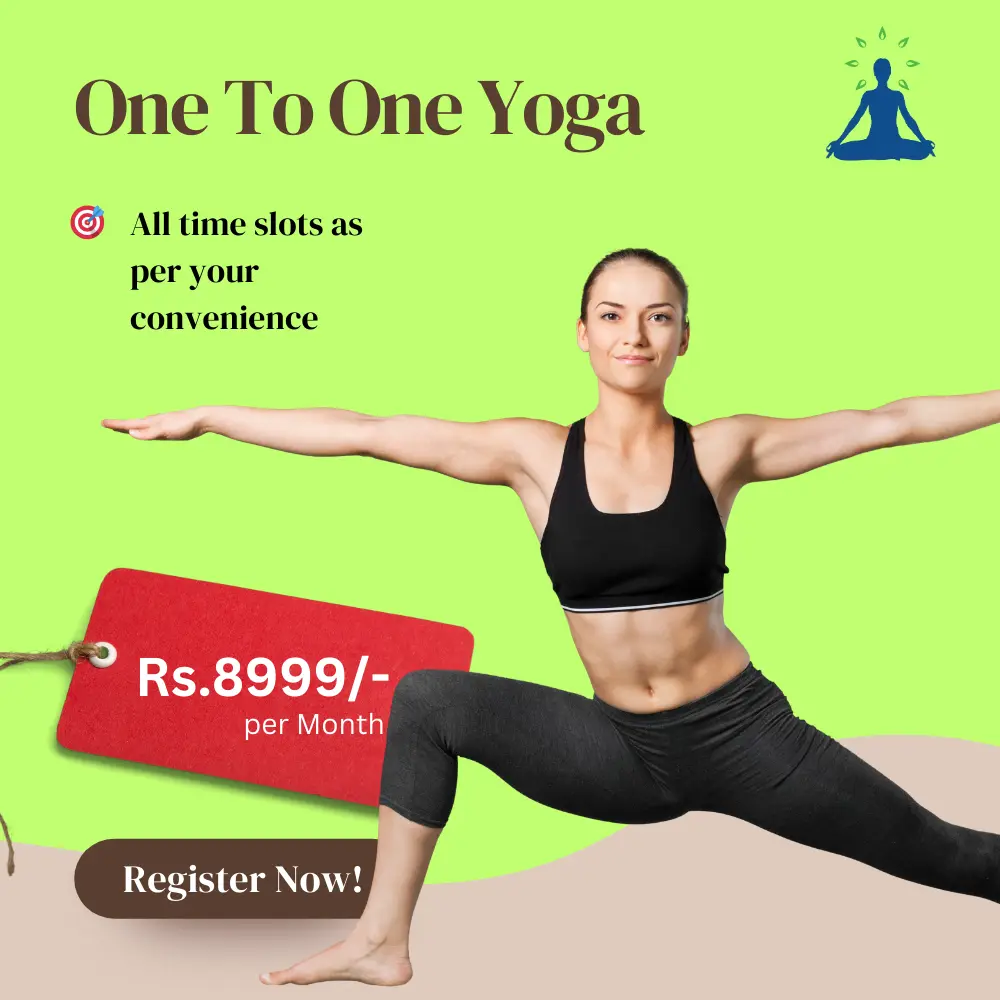 One To One Yoga
All time slots as
per your
convenience
Rs.8999/-
per Month
Register Now!